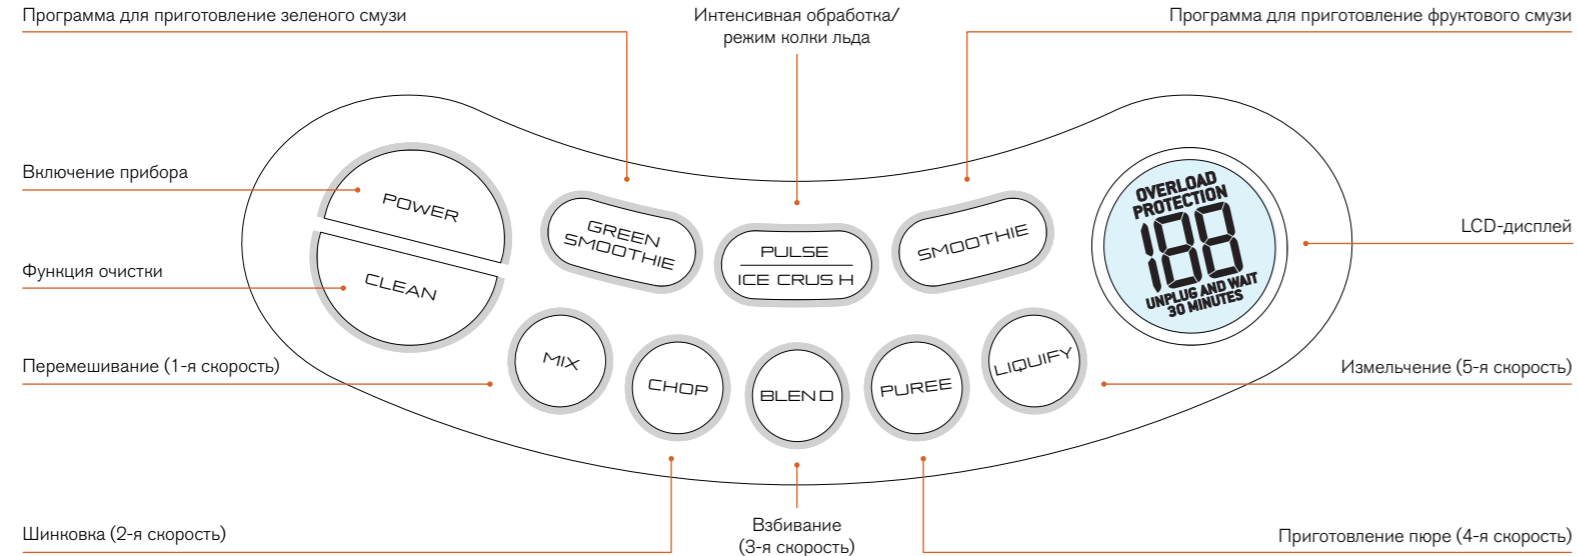 Программа для приготовление зеленого смузи
Интенсивная обработка/
режим колки льда
Программа для приготовление фруктового смузи
Включение прибора
POWER
GREEN
SMOOTHIE
PULSE
ICE CRUSH
SMOOTHIE
OVERLOAD
PROTECTION
188
UNPLUG AND WAIT
30 MINUTES
LCD-дисплей
Функция очистки
CLEAN
Перемешивание (1-я скорость)
MIX
CHOP
BLEND
PUREE
LIQUIFY
Измельчение (5-я скорость)
Шинковка (2-я скорость)
Взбивание
(3-я скорость)
Приготовление пюре (4-я скорость)